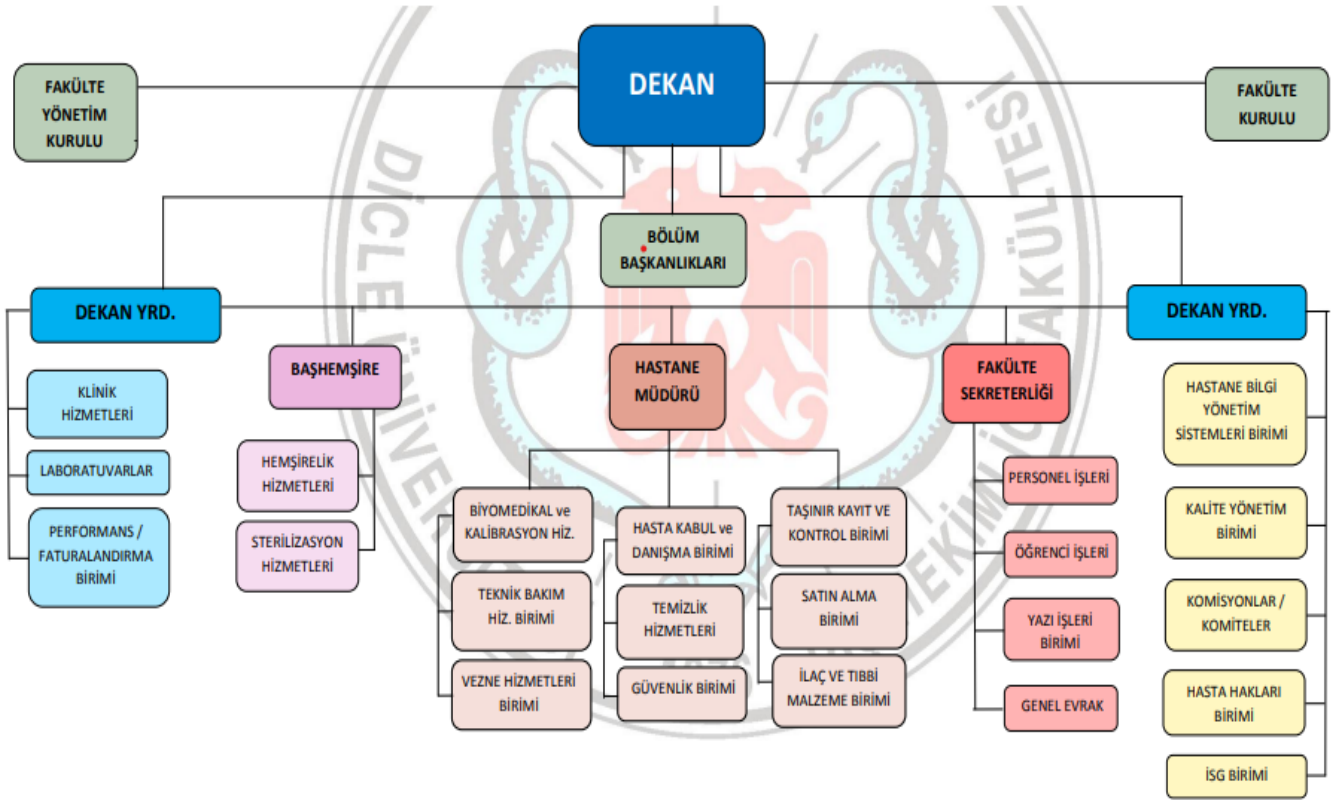 DEKAN
FAKÜLTE
YÖNETİM
KURULU
FAKÜLTE
KURULU
BÖLÜM
BAŞKANLIKLARI
DEKAN YRD.
DEKAN YRD.
BAŞHEMŞİRE
HASTANE
MÜDÜRÜ
FAKÜLTE
SEKRETERLİĞİ
KLİNİK
HİZMETLERİ
LABORATUVARLAR
PERFORMANS /
FATURALANDIRMA
BİRİMİ
HEMŞİRELİK
HİZMETLERİ
STERILIZASYON
HİZMETLERİ
BİYOMEDİKAL ve
KALİBRASYON HİZ.
TEKNİK BAKIM
HİZ. BİRİMİ
VEZNE HİZMETLERİ
BİRİMİ
HASTA KABUL ve
DANIŞMA BİRİMİ
TEMİZLİK
HİZMETLERİ
GÜVENLİK BİRİMİ
TAŞINIR KAYIT VE
KONTROL BİRİMİ
SATIN ALMA
BİRİMİ
İLAÇ VE TIBBİ
MALZEME BİRİMİ
PERSONEL İŞLERİ
ÖĞRENCİ İŞLERİ
YAZI İŞLERİ
BİRİMİ
GENEL EVRAK
HASTANE BİLGİ
YÖNETİM
SİSTEMLERİ BİRİMİ
KALİTE YÖNETİM
BİRİMİ
KOMİSYONLAR /
KOMİTELER
HASTA HAKLARI
BİRİMİ
İSG BİRİMİ
DİCLE